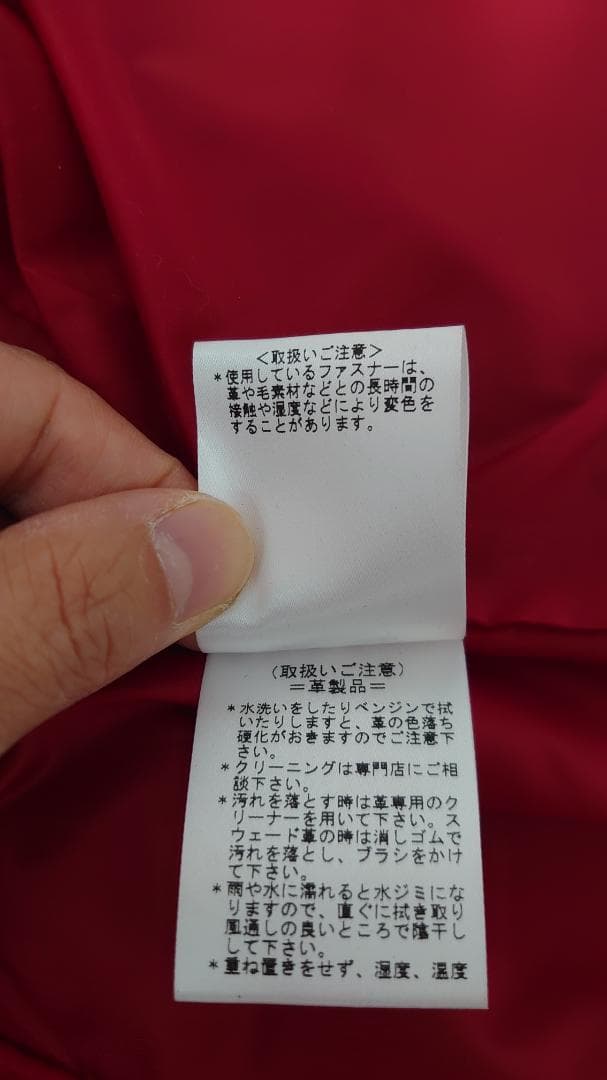 ＜取扱いご注意＞
＊使用しているファスナーは、
革や毛素材などとの長時間の
接触や湿度などにより変色を
することがあります。
(取扱いご注意)
＝革製品＝
＊水洗いをしたりベンジンで拭
いたりしますと、革の色落ち
硬化がおきますのでご注意下
さい。
＊クリーニングは専門店にご相
談下さい。
＊汚れを落とす時は革専用のク
リーナーを用いて下さい。ス
ウェード革の時は消しゴムで
汚れを落とし、ブラシをかけ
て下さい。
＊雨や水に濡れると水ジミにな
りますので、直ぐに拭き取り
風通しの良いところで陰干し
して下さい。
＊重ね置きをせず、湿度、温度